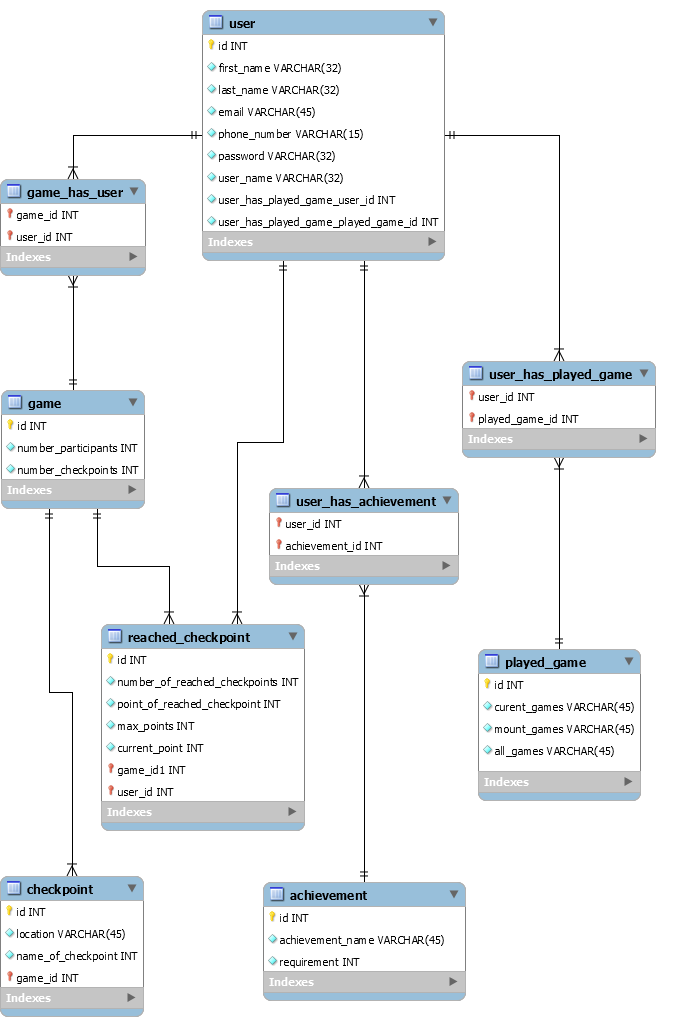 user
id INT
first_name VARCHAR(32)
last_name VARCHAR(32)
email VARCHAR(45)
phone_number VARCHAR(15)
password VARCHAR(32)
user_name VARCHAR(32)
user_has_played_game_user_id INT
user_has_played_game_played_game_id INT
Indexes
game_has_user
game_id INT
user_id INT
Indexes
user_has_played_game
user_id INT
played_game_id INT
Indexes
game
id INT
number_participants INT
number_checkpoints INT
Indexes
user_has_achievement
user_id INT
achievement_id INT
Indexes
reached_checkpoint
id INT
number_of_reached_checkpoints INT
point_of_reached_checkpoint INT
max_points INT
current_point INT
game_id1 INT
user_id INT
Indexes
played_game
id INT
curent_games VARCHAR(45)
mount_games VARCHAR(45)
all_games VARCHAR(45)
Indexes
checkpoint
id INT
location VARCHAR(45)
name_of_checkpoint INT
game_id INT
Indexes
achievement
id INT
achievement_name VARCHAR(45)
requirement INT
Indexes